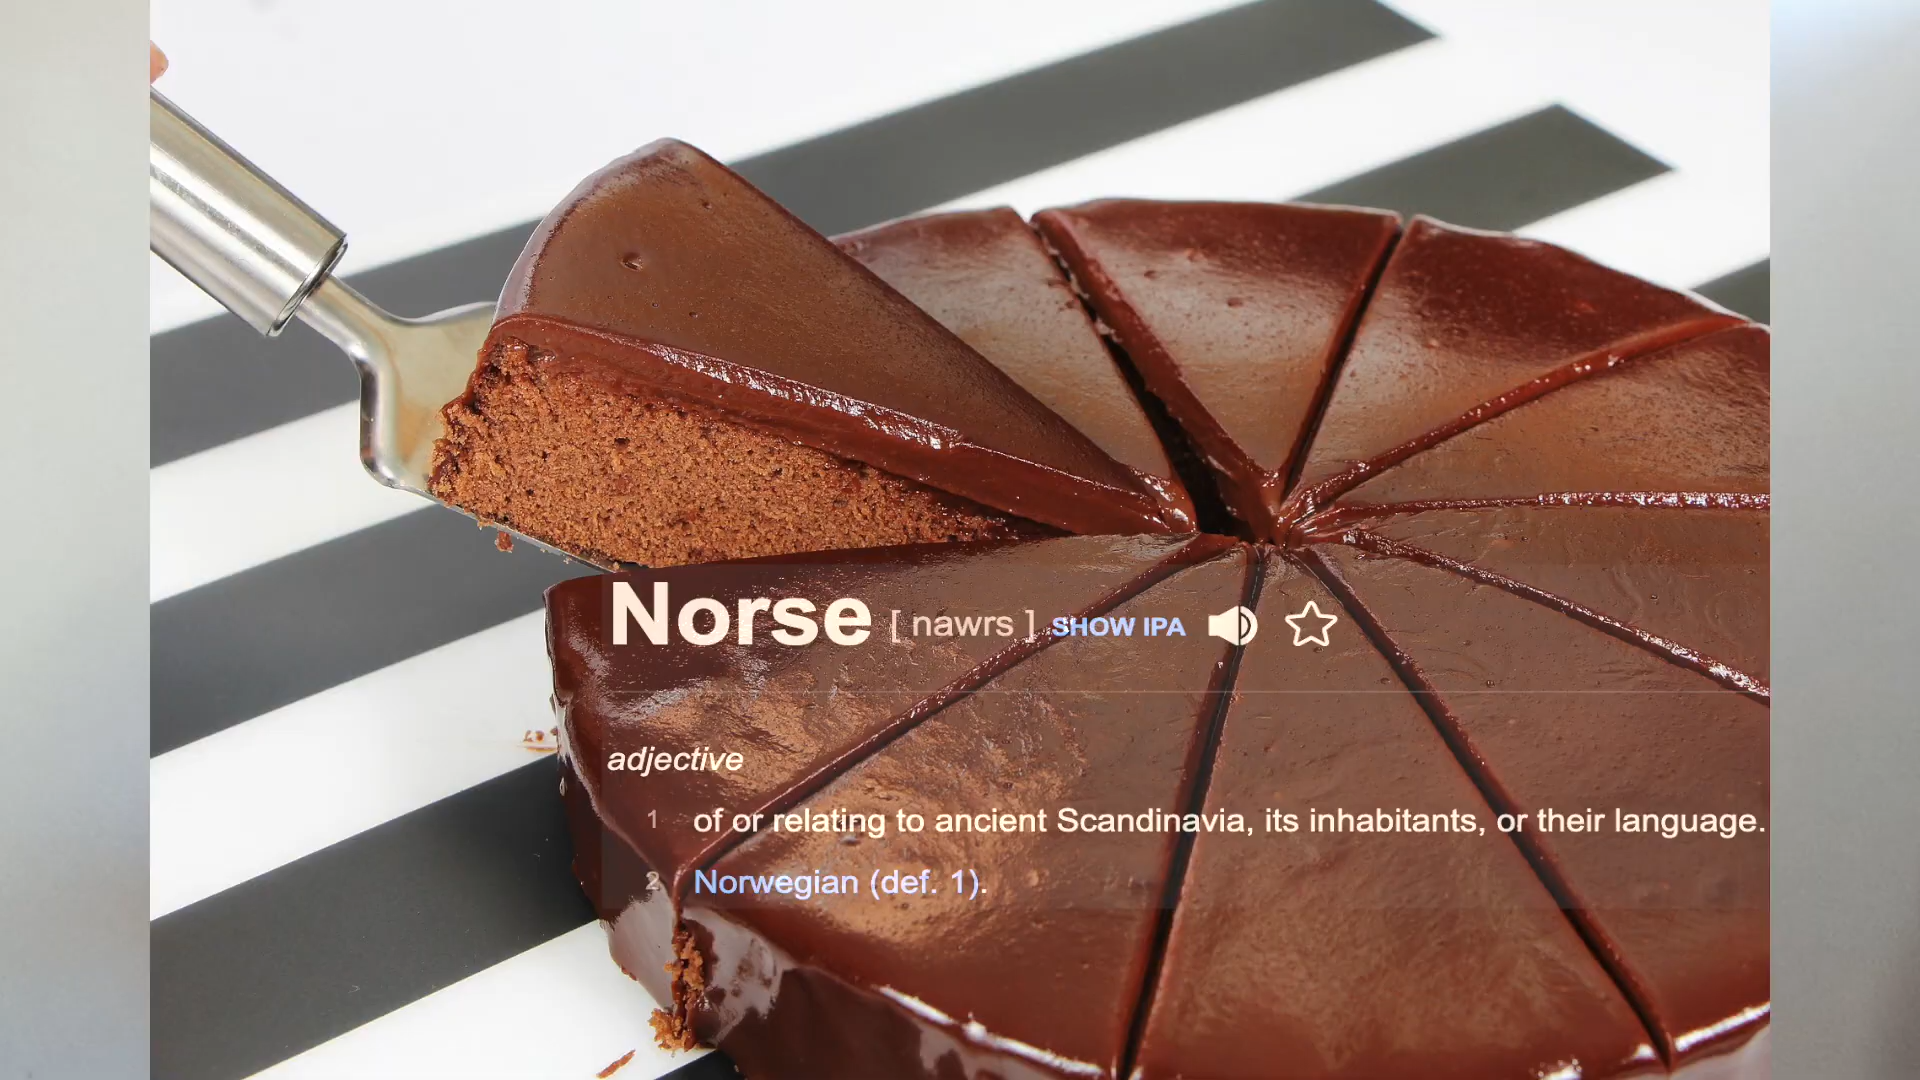 Norse [ nawrs ] SHOW IPA
adjective
1 of or relating to ancient Scandinavia, its inhabitants, or their language.
2 Norwegian (def. 1).